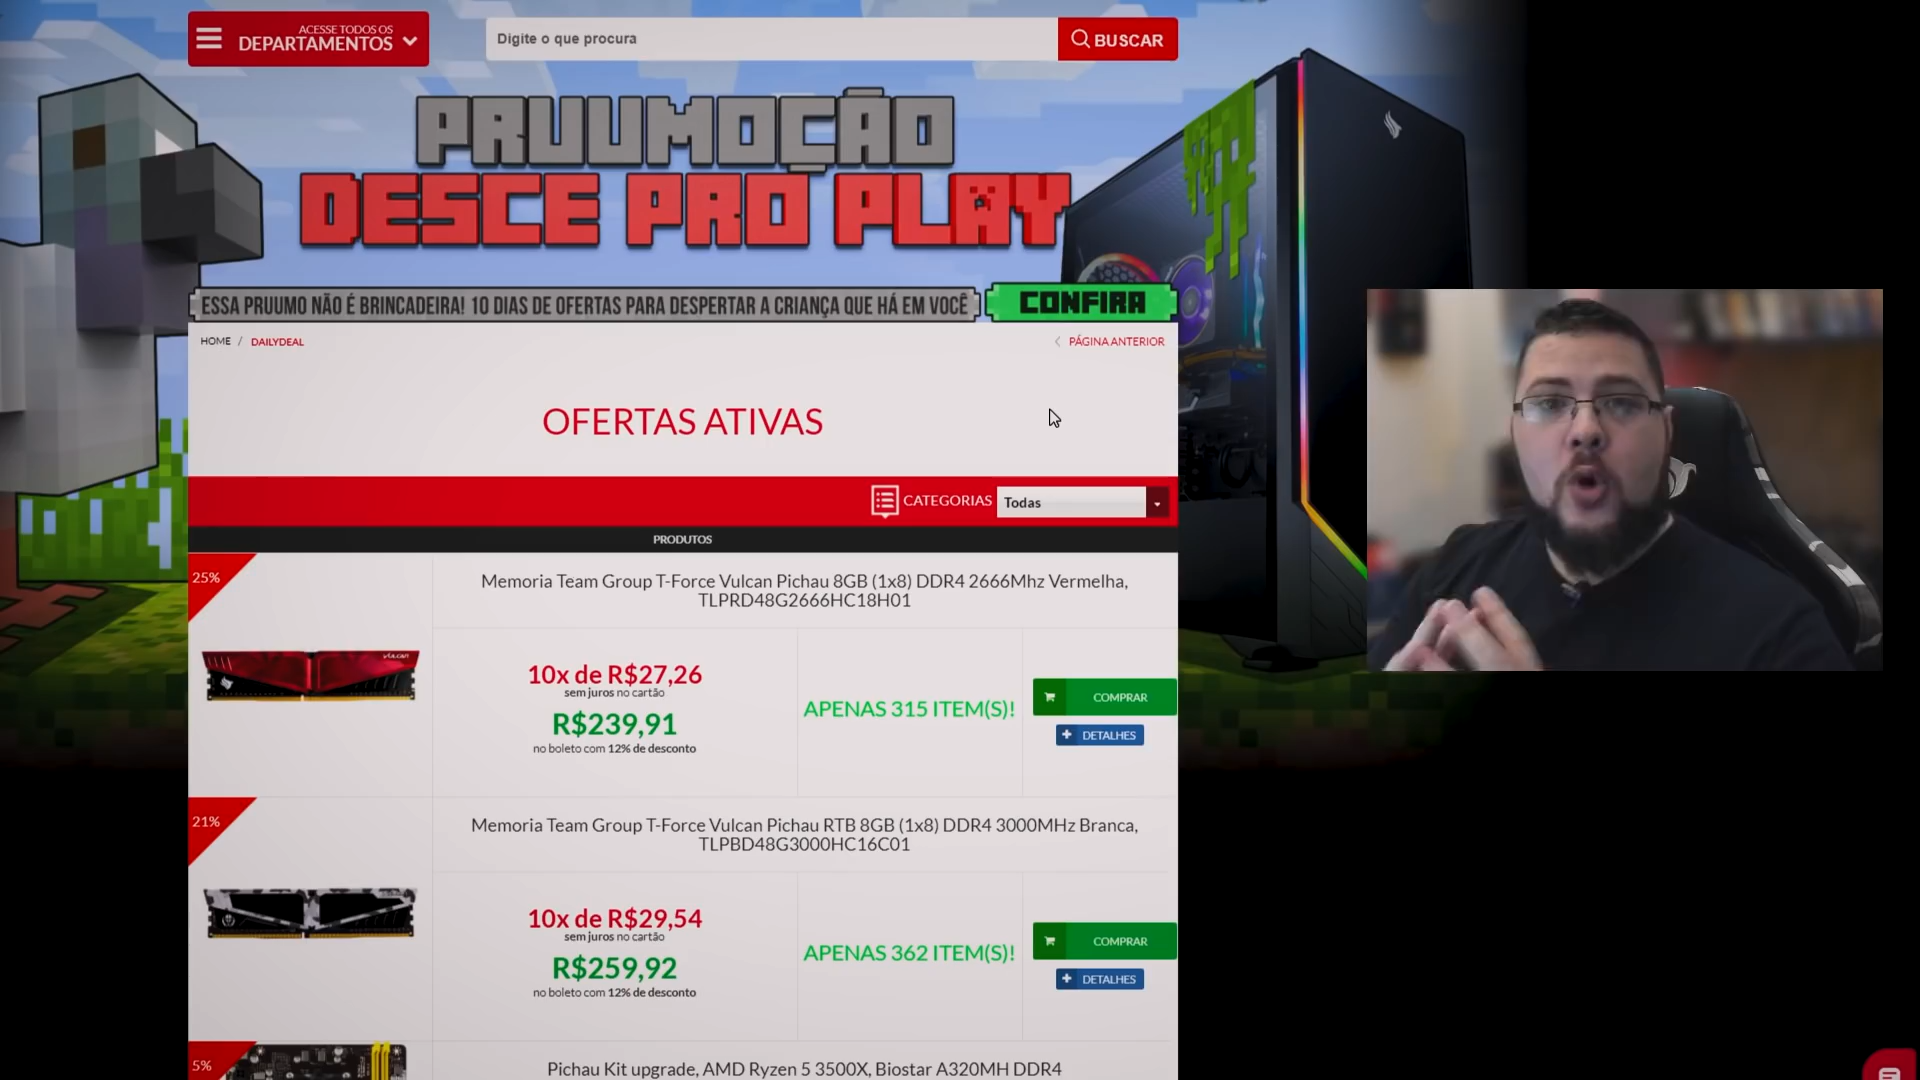 ACESSE TODOS OS
DEPARTAMENTOS
Digite o que procura
BUSCAR
PRUUMOÇÃO
DESCE PRO PLAY
ESSA PRUUMO NÃO É BRINCADEIRA! 10 DIAS DE OFERTAS PARA DESPERTAR A CRIANÇA QUE HÁ EM VOCÊ
CONFIRA
HOME / DAILYDEAL
PÁGINA ANTERIOR
OFERTAS ATIVAS
CATEGORIAS
Todas
PRODUTOS
25%
Memoria Team Group T-Force Vulcan Pichau 8GB (1x8) DDR4 2666Mhz Vermelha,
TLPRD48G2666HC18H01
VULCAN
10x de R$27,26
sem juros no cartão
R$239,91
no boleto com 12% de desconto
APENAS 315 ITEM(S)!
COMPRAR
DETALHES
21%
Memoria Team Group T-Force Vulcan Pichau RTB 8GB (1x8) DDR4 3000MHz Branca,
TLPBD48G3000HC16C01
10x de R$29,54
sem juros no cartão
R$259,92
no boleto com 12% de desconto
APENAS 362 ITEM(S)!
COMPRAR
DETALHES
5%
Pichau Kit upgrade, AMD Ryzen 5 3500X, Biostar A320MH DDR4